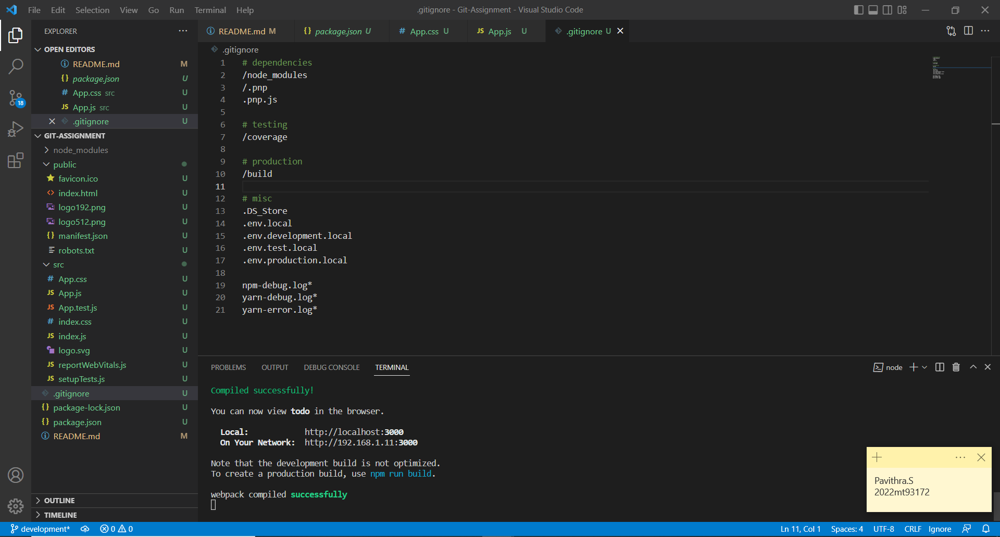 File Edit Selection View Go Run Terminal Help
.gitignore - Git-Assignment - Visual Studio Code
EXPLORER
OPEN EDITORS
README.md M
package.json U
App.css src U
App.js src U
.gitignore U
GIT-ASSIGNMENT
node_modules
public
favicon.ico U
index.html U
logo192.png U
logo512.png U
manifest.json U
robots.txt U
src
App.css U
App.js U
App.test.js U
index.css U
index.js U
logo.svg U
reportWebVitals.js U
setupTests.js U
.gitignore U
package-lock.json U
package.json U
README.md M
OUTLINE
TIMELINE
18
README.md M package.json U App.css U App.js U .gitignore U
.gitignore
1 # dependencies
2 /node_modules
3 /.pnp
4 .pnp.js
5
6 # testing
7 /coverage
8
9 # production
10 /build
11
12 # misc
13 .DS_Store
14 .env.local
15 .env.development.local
16 .env.test.local
17 .env.production.local
18
19 npm-debug.log*
20 yarn-debug.log*
21 yarn-error.log*
PROBLEMS OUTPUT DEBUG CONSOLE TERMINAL
node
Compiled successfully!
You can now view todo in the browser.
Local: http://localhost:3000
On Your Network: http://192.168.1.11:3000
Note that the development build is not optimized.
To create a production build, use npm run build.
webpack compiled successfully
Pavithra.S
2022mt93172
development* 0 0
Ln 11, Col 1 Spaces: 4 UTF-8 CRLF Ignore